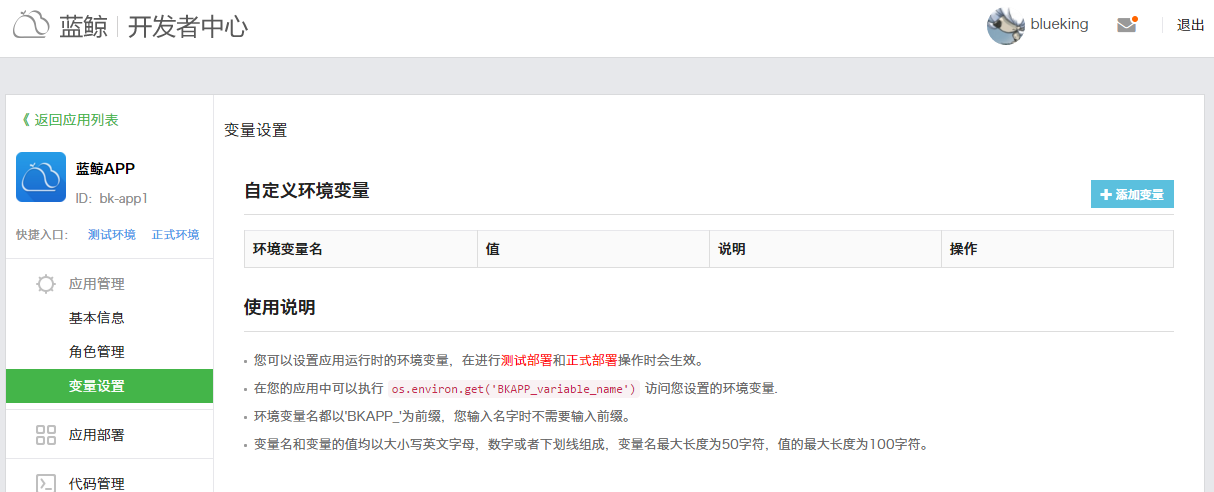 蓝鲸 | 开发者中心
blueking
退出
《 返回应用列表
蓝鲸APP
ID: bk-app1
快捷入口: 测试环境 正式环境
应用管理
基本信息
角色管理
变量设置
应用部署
代码管理
变量设置
自定义环境变量
添加变量
环境变量名 值 说明 操作
使用说明
您可以设置应用运行时的环境变量，在进行测试部署和正式部署操作时会生效。
在您的应用中可以执行 os.environ.get('BKAPP_variable_name') 访问您设置的环境变量.
环境变量名都以'BKAPP_'为前缀，您输入名字时不需要输入前缀。
变量名和变量的值均以大小写英文字母，数字或者下划线组成，变量名最大长度为50字符，值的最大长度为100字符。